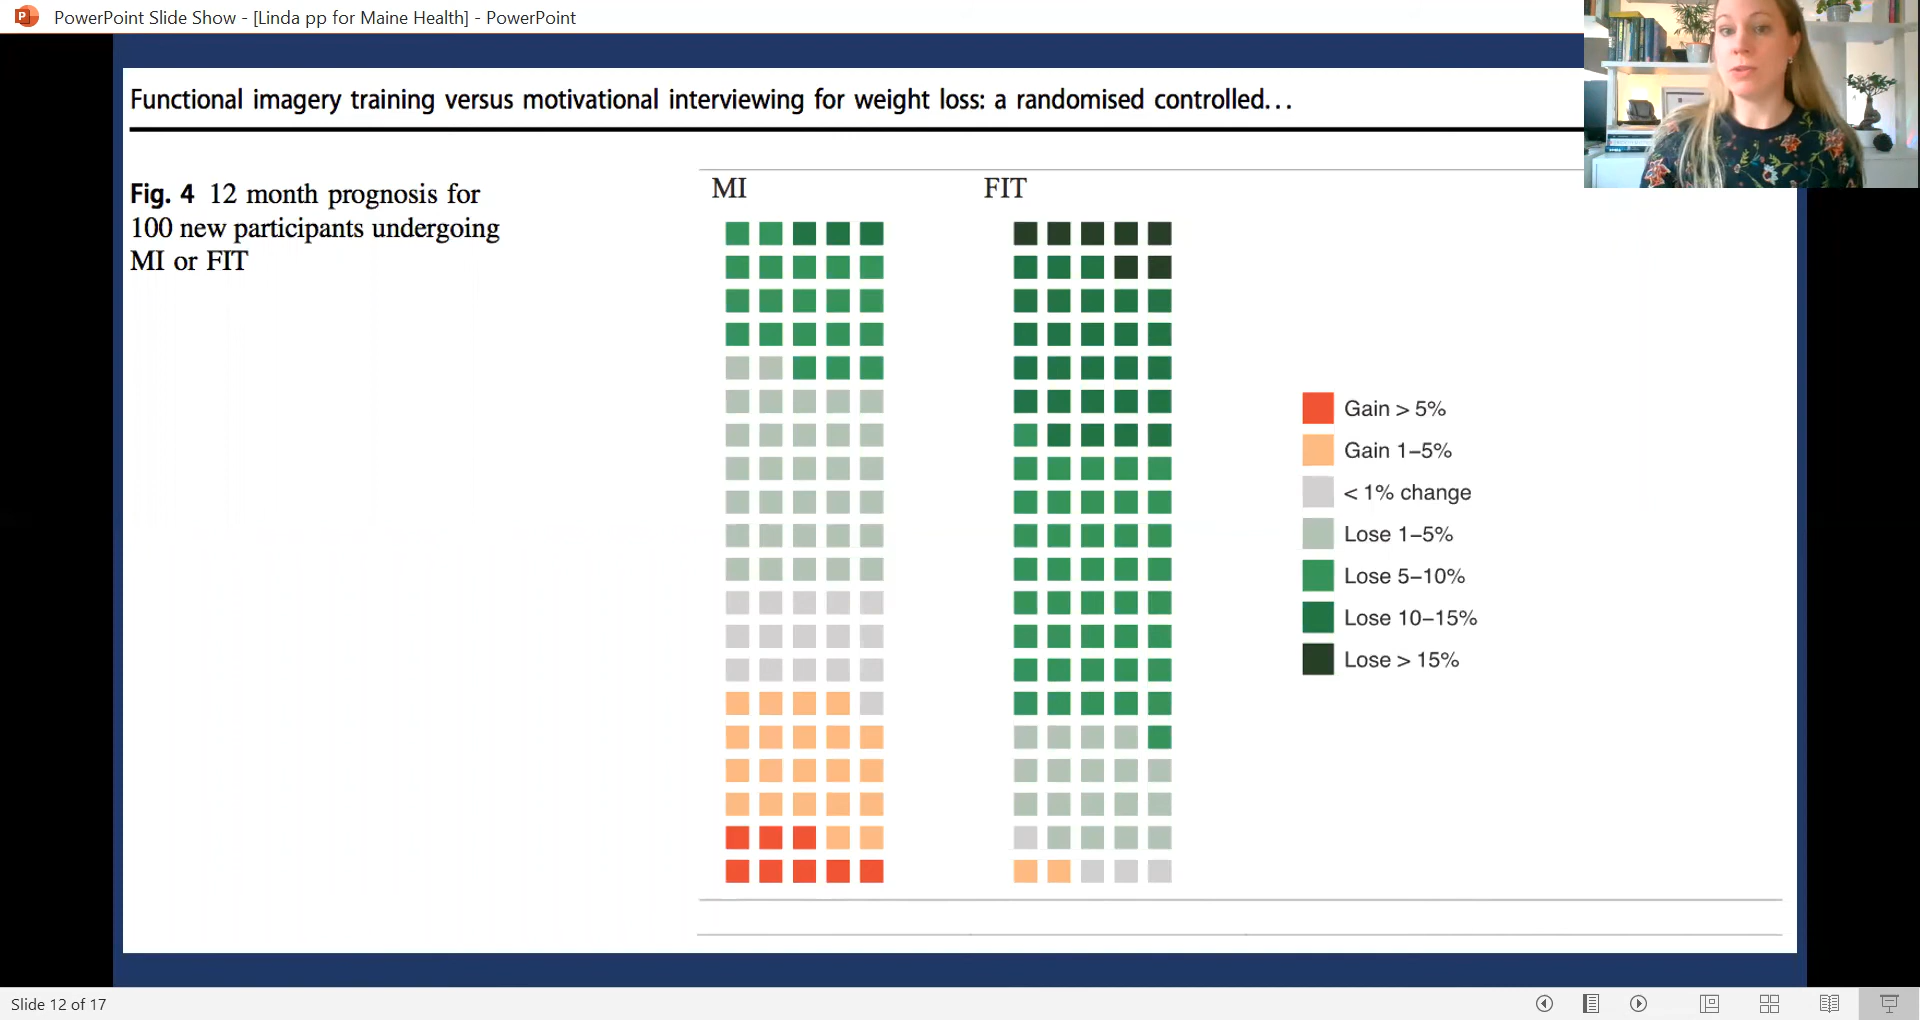 PowerPoint Slide Show - [Linda pp for Maine Health] - PowerPoint
Functional imagery training versus motivational interviewing for weight loss: a randomised controlled…
Fig. 4 12 month prognosis for
100 new participants undergoing
MI or FIT
MI
FIT
Gain > 5%
Gain 1–5%
< 1% change
Lose 1–5%
Lose 5–10%
Lose 10–15%
Lose > 15%
Slide 12 of 17